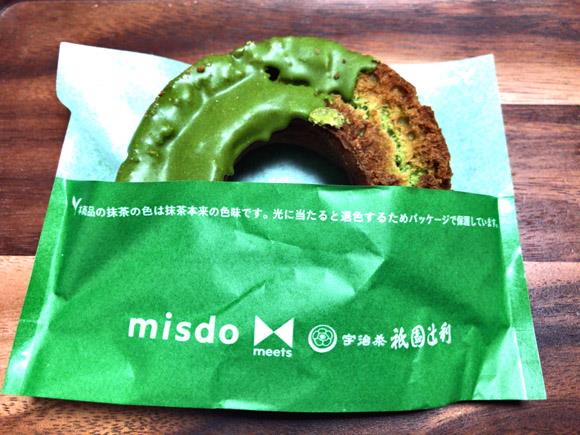 商品の抹茶の色は抹茶本来の色味です。光に当たると退色するためパッケージで保護しています。
misdo meets 宇治茶 祇園辻利